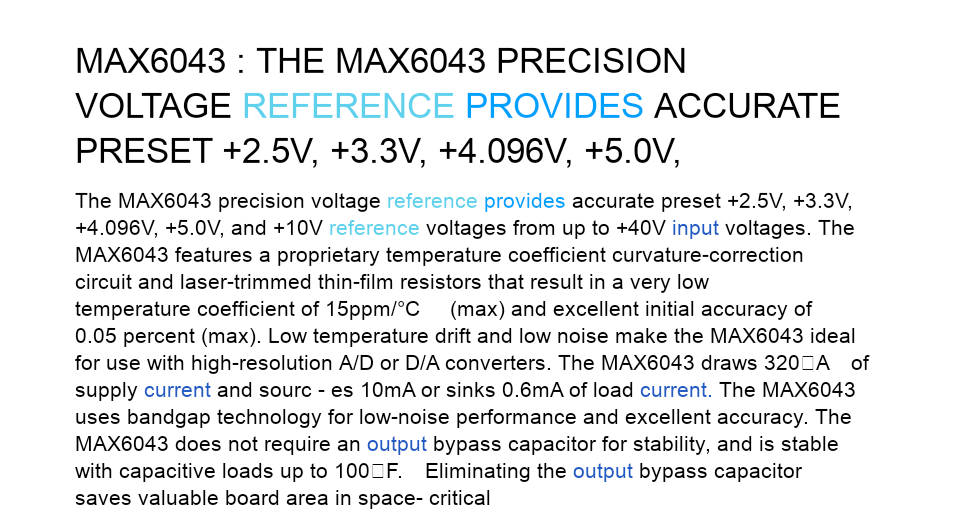 MAX6043 : THE MAX6043 PRECISION
VOLTAGE REFERENCE PROVIDES ACCURATE
PRESET +2.5V, +3.3V, +4.096V, +5.0V,
The MAX6043 precision voltage reference provides accurate preset +2.5V, +3.3V,
+4.096V, +5.0V, and +10V reference voltages from up to +40V input voltages. The
MAX6043 features a proprietary temperature coefficient curvature-correction
circuit and laser-trimmed thin-film resistors that result in a very low
temperature coefficient of 15ppm/°C (max) and excellent initial accuracy of
0.05 percent (max). Low temperature drift and low noise make the MAX6043 ideal
for use with high-resolution A/D or D/A converters. The MAX6043 draws 320□A of
supply current and sourc - es 10mA or sinks 0.6mA of load current. The MAX6043
uses bandgap technology for low-noise performance and excellent accuracy. The
MAX6043 does not require an output bypass capacitor for stability, and is stable
with capacitive loads up to 100□F. Eliminating the output bypass capacitor
saves valuable board area in space- critical